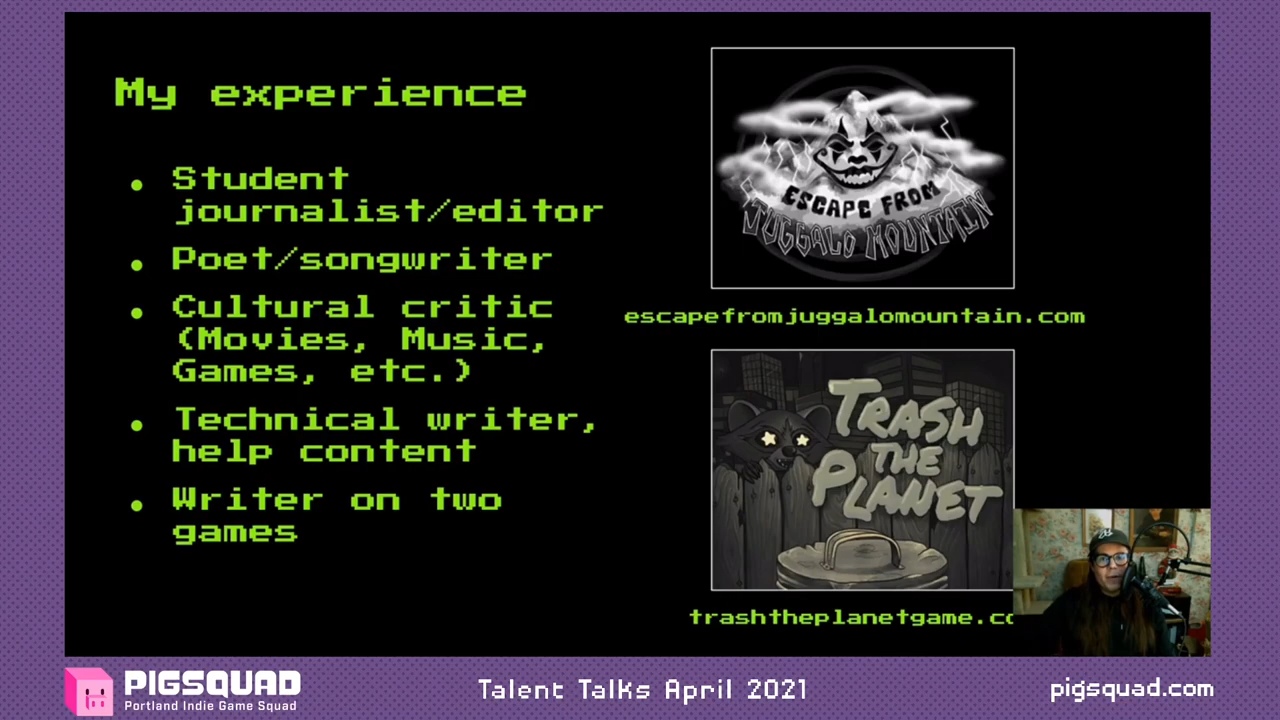 My experience
• Student
journalist/editor
• Poet/songwriter
• Cultural critic
(Movies, Music,
Games, etc.)
• Technical writer,
help content
• Writer on two
games
ESCAPE FROM
JUGGALO MOUNTAIN
escapefromjuggalomountain.com
TRASH
THE
PLANET
trashtheplanetgame.co
PIGSQUAD
Portland Indie Game Squad
Talent Talks April 2021
pigsquad.com